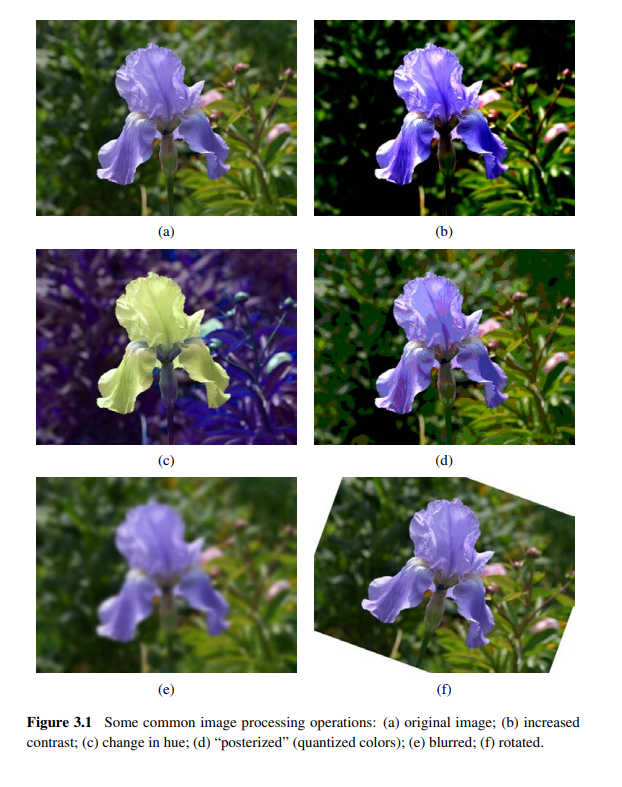 (a)
(b)
(c)
(d)
(e)
(f)
Figure 3.1 Some common image processing operations: (a) original image; (b) increased
contrast; (c) change in hue; (d) “posterized” (quantized colors); (e) blurred; (f) rotated.